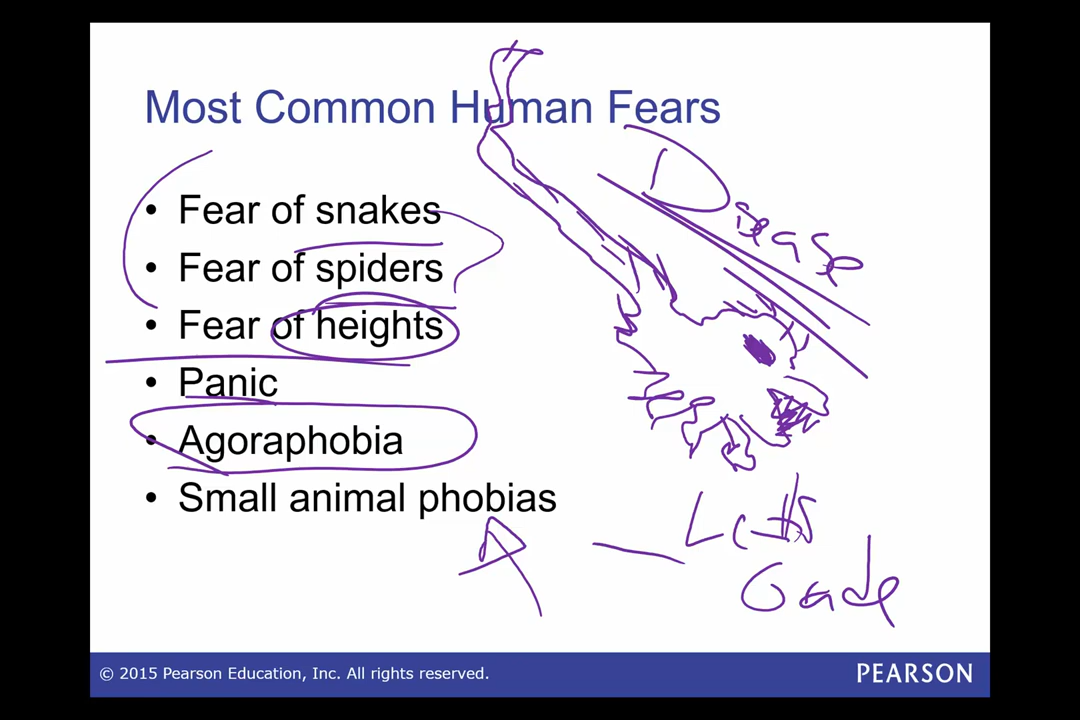 Most Common Human Fears
• Fear of snakes
• Fear of spiders
• Fear of heights
• Panic
• Agoraphobia
• Small animal phobias
Disease
© 2015 Pearson Education, Inc. All rights reserved.
PEARSON